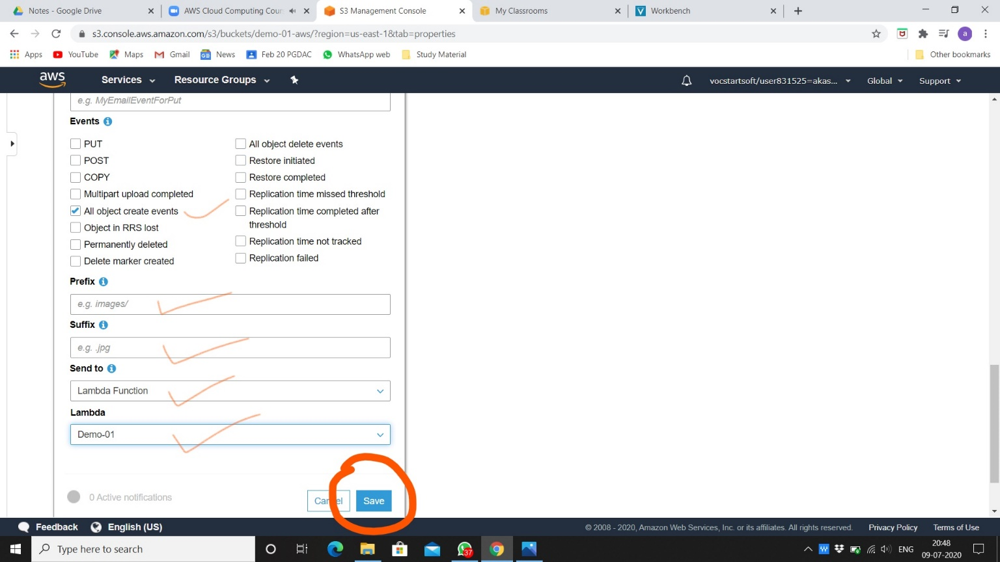 Notes - Google Drive
AWS Cloud Computing Cour
S3 Management Console
My Classrooms
Workbench
s3.console.aws.amazon.com/s3/buckets/demo-01-aws/?region=us-east-1&tab=properties
a
Apps
YouTube
Maps
Gmail
News
Feb 20 PGDAC
WhatsApp web
Study Material
Other bookmarks
aws
Services
Resource Groups
vocstartsoft/user831525=akas...
Global
Support
e.g. MyEmailEventForPut
Events
PUT
POST
COPY
Multipart upload completed
All object create events
Object in RRS lost
Permanently deleted
Delete marker created
All object delete events
Restore initiated
Restore completed
Replication time missed threshold
Replication time completed after
threshold
Replication time not tracked
Replication failed
Prefix
e.g. images/
Suffix
e.g. .jpg
Send to
Lambda Function
Lambda
Demo-01
0 Active notifications
Cancel
Save
Feedback
English (US)
© 2008 - 2020, Amazon Web Services, Inc. or its affiliates. All rights reserved.
Privacy Policy
Terms of Use
Type here to search
37
ENG
20:48
09-07-2020